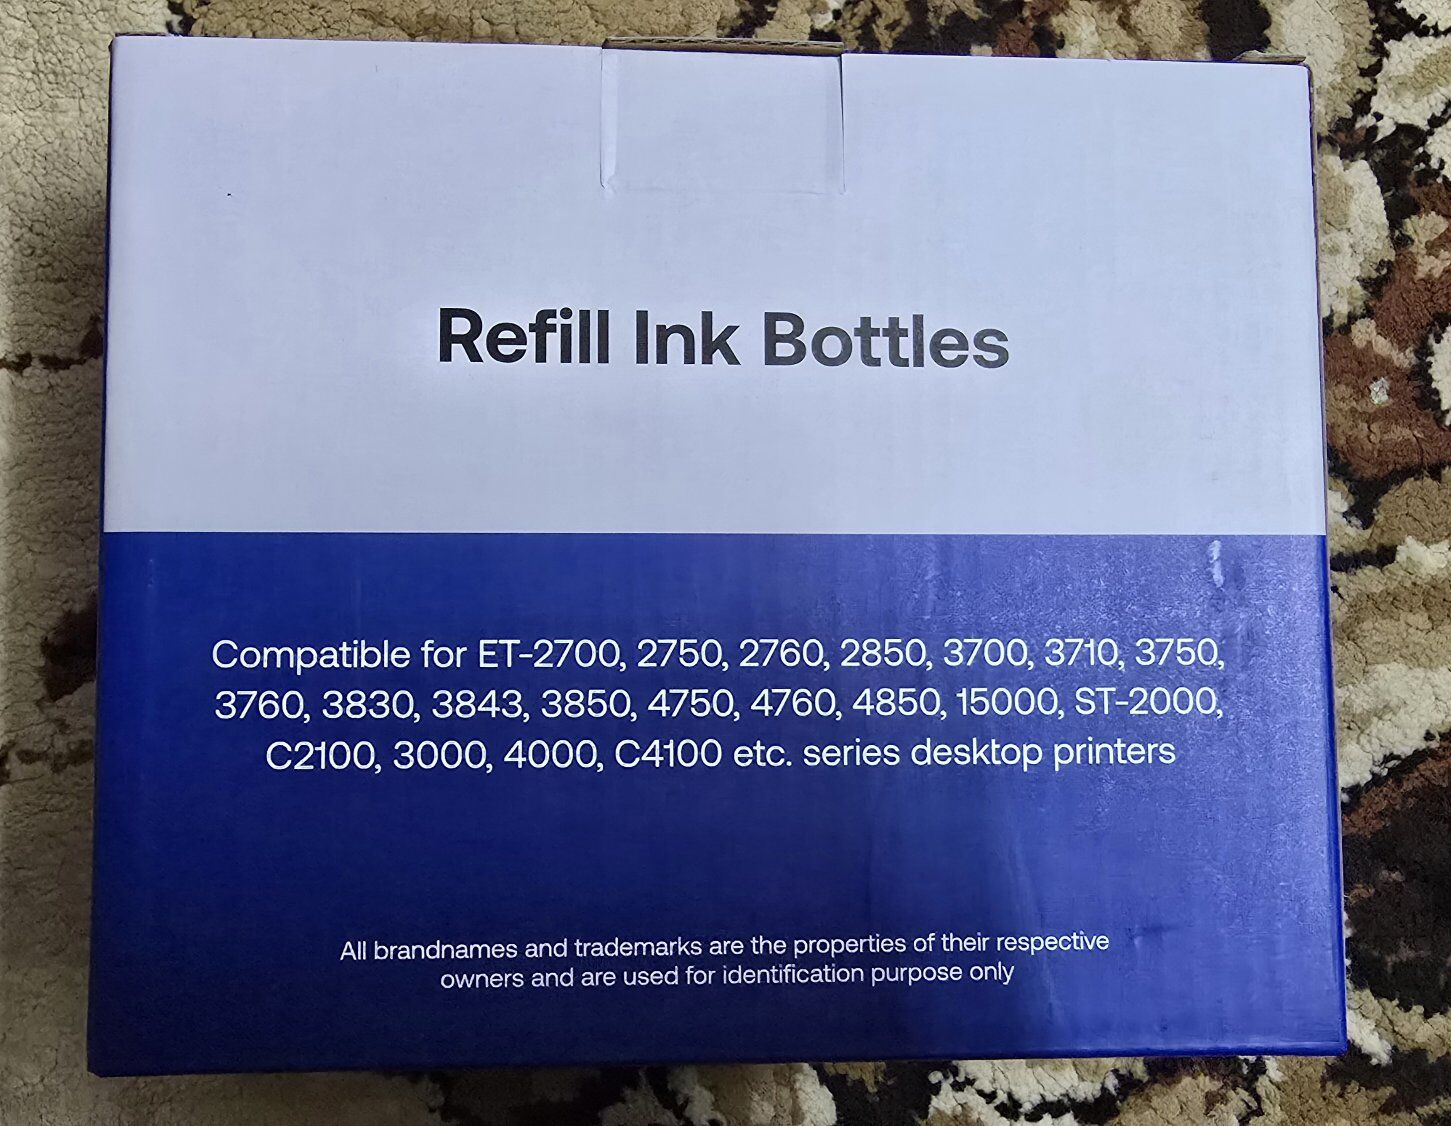 Refill Ink Bottles
Compatible for ET-2700, 2750, 2760, 2850, 3700, 3710, 3750,
3760, 3830, 3843, 3850, 4750, 4760, 4850, 15000, ST-2000,
C2100, 3000, 4000, C4100 etc. series desktop printers
All brandnames and trademarks are the properties of their respective
owners and are used for identification purpose only